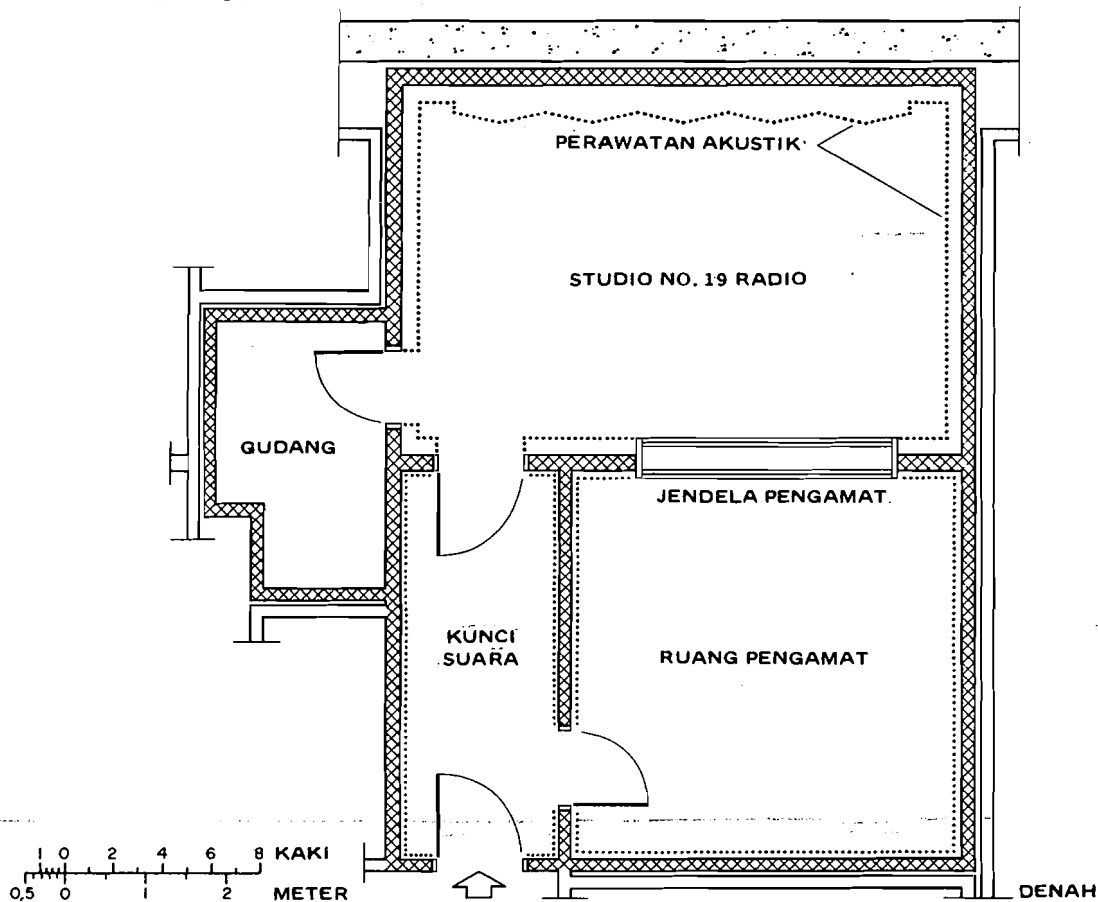 PERAWATAN AKUSTIK
STUDIO NO. 19 RADIO
GUDANG
JENDELA PENGAMAT.
KUNCI
SUARA
RUANG PENGAMAT
1 0 2 4 6 8 KAKI
0,5 0 1 2 METER
DENAH